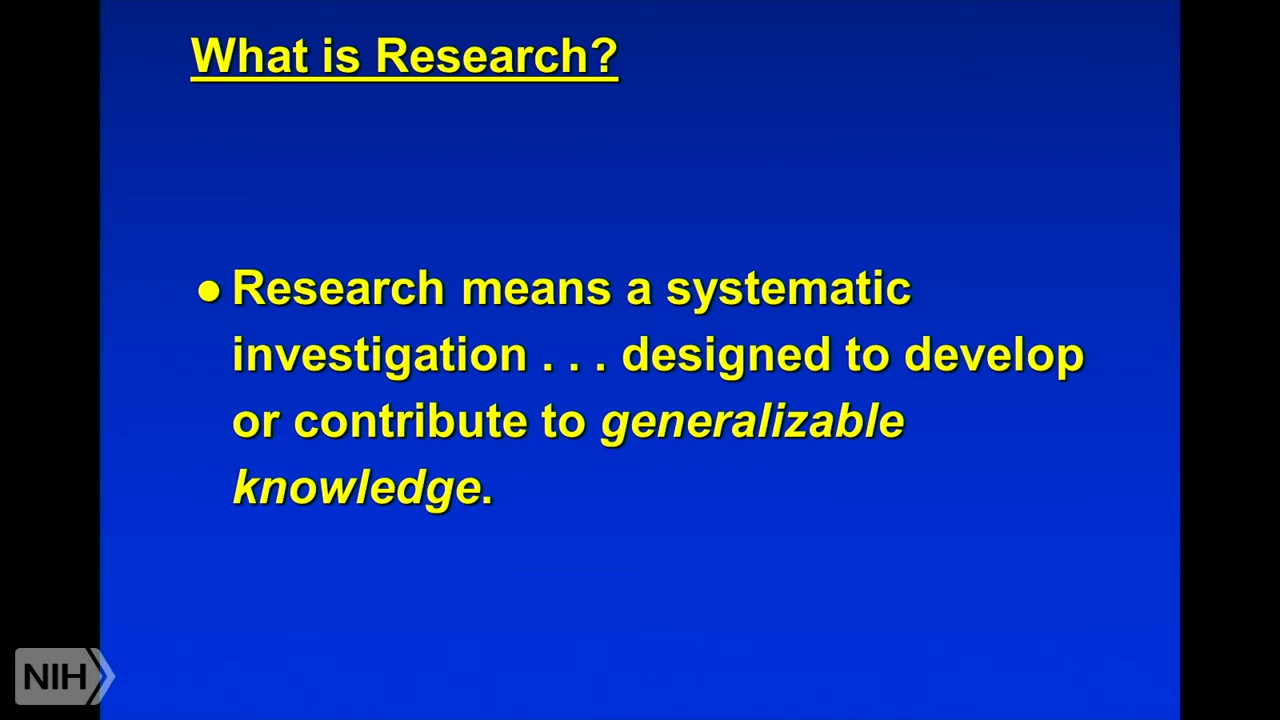 What is Research?
● Research means a systematic
investigation . . . designed to develop
or contribute to generalizable
knowledge.
NIH